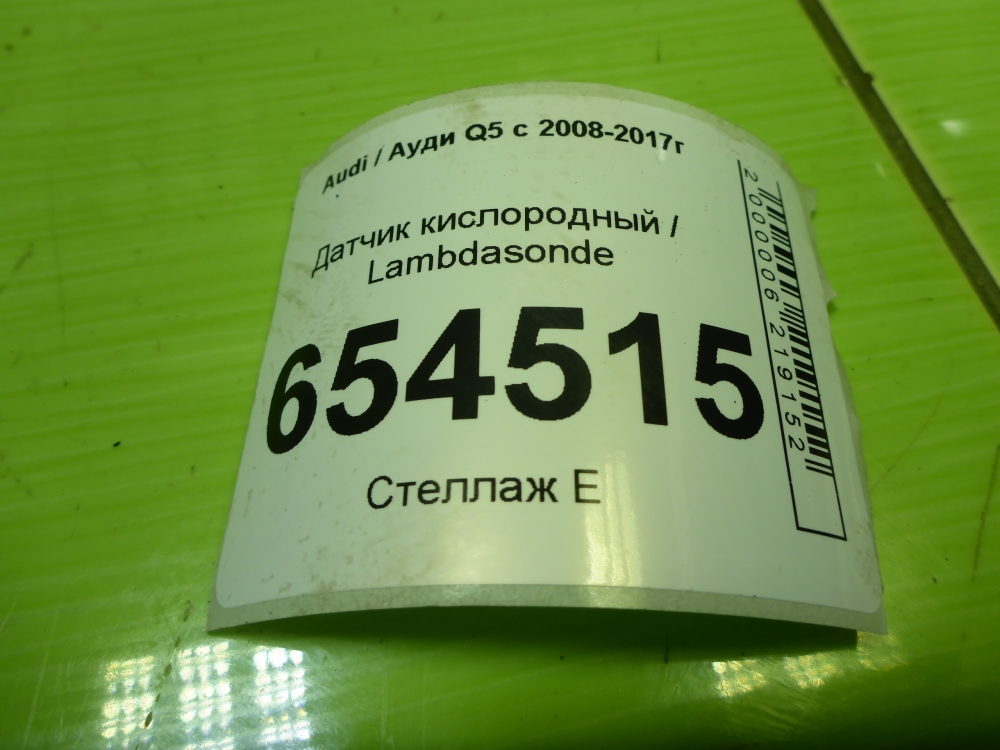 Audi / Ауди Q5 с 2008-2017г
Датчик кислородный /
Lambdasonde
654515
Стеллаж Е
2000006219152